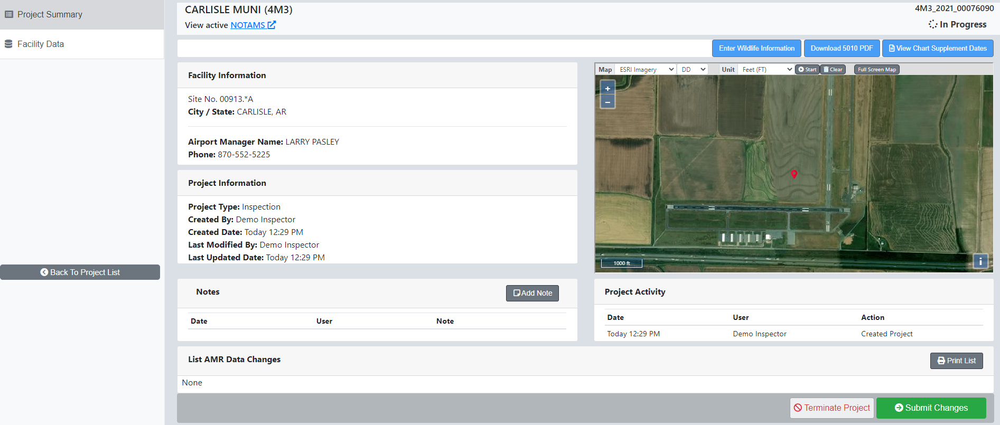 Project Summary
Facility Data
Back To Project List
CARLISLE MUNI (4M3)
View active NOTAMS
4M3_2021_00076090
In Progress
Enter Wildlife Information
Download 5010 PDF
View Chart Supplement Dates
Facility Information
Site No. 00913.*A
City / State: CARLISLE, AR
Airport Manager Name: LARRY PASLEY
Phone: 870-552-5225
Project Information
Project Type: Inspection
Created By: Demo Inspector
Created Date: Today 12:29 PM
Last Modified By: Demo Inspector
Last Updated Date: Today 12:29 PM
Map ESRI Imagery DD Unit Feet (FT) Start Clear Full Screen Map
+
−
1000 ft
i
Notes
Add Note
Date User Note
Project Activity
Date User Action
Today 12:29 PM Demo Inspector Created Project
List AMR Data Changes
Print List
None
Terminate Project
Submit Changes